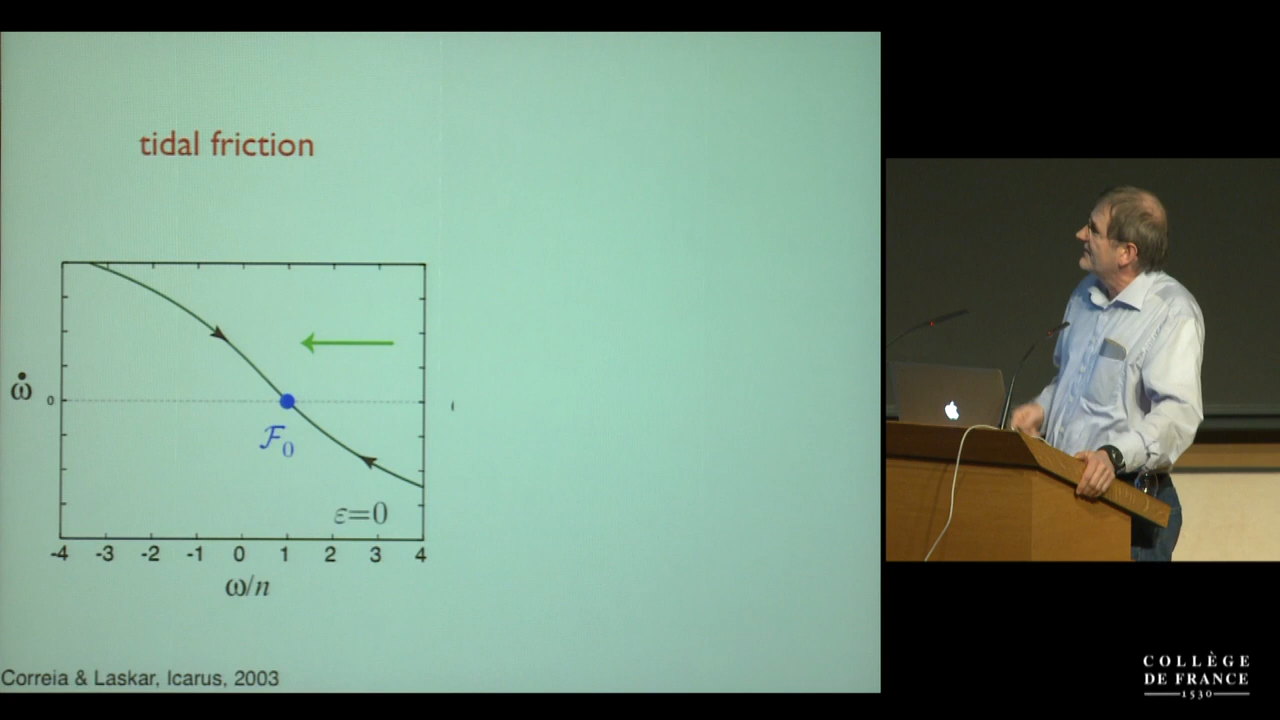 tidal friction
ω̇
0
ℱ₀
ε=0
-4 -3 -2 -1 0 1 2 3 4
ω/n
Correia & Laskar, Icarus, 2003
COLLÈGE
DE FRANCE
1530